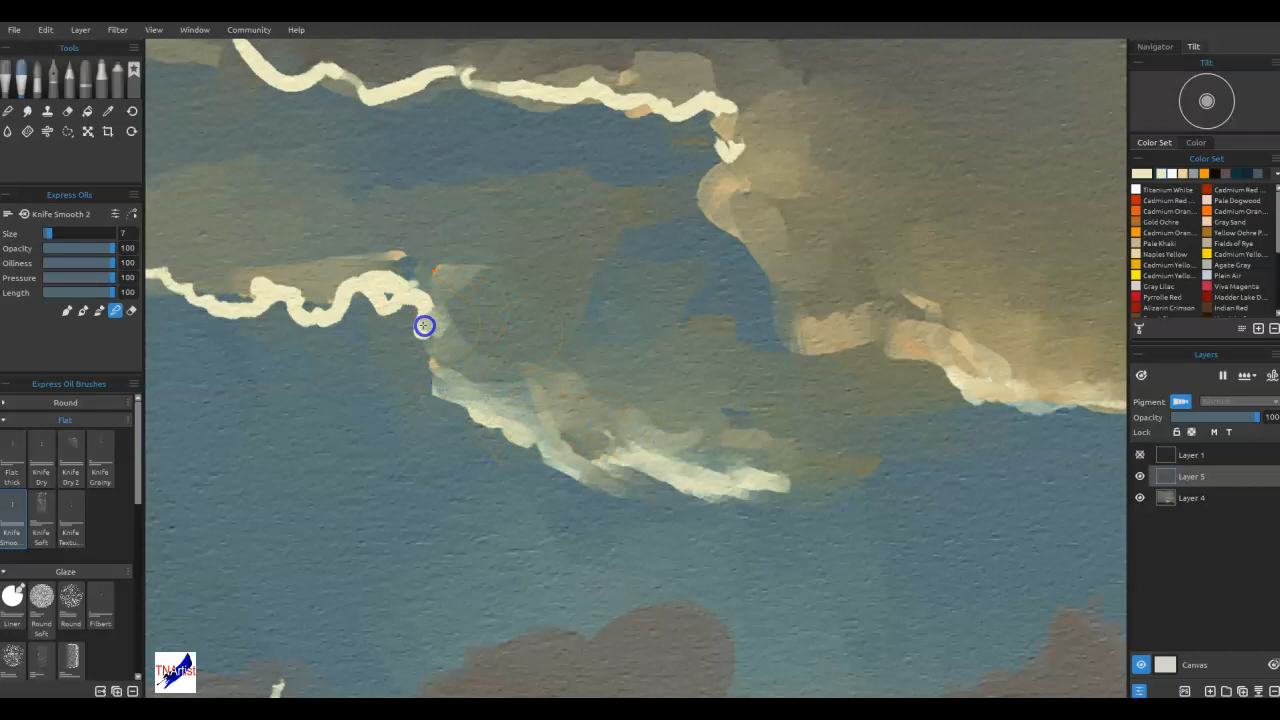 File Edit Layer Filter View Window Community Help
Tools
Express Oils
Knife Smooth 2
Size 7
Opacity 100
Oiliness 100
Pressure 100
Length 100
Express Oil Brushes
Round
Flat
Flat thick
Knife Dry
Knife Dry 2
Knife Grainy
Knife Smoo...
Knife Soft
Knife Textu...
Glaze
Liner
Round Soft
Round
Filbert
TNArtist
Navigator Tilt
Tilt
Color Set Color
Color Set
Titanium White Cadmium Red ...
Cadmium Red ... Pale Dogwood
Cadmium Oran... Cadmium Oran...
Gold Ochre Gray Sand
Cadmium Oran... Yellow Ochre P...
Pale Khaki Fields of Rye
Naples Yellow Cadmium Yell...
Cadmium Yello... Agate Gray
Cadmium Yello... Plain Air
Gray Lilac Viva Magenta
Pyrrolle Red Madder Lake D...
Alizarin Crimson Indian Red
Layers
Pigment Normal
Opacity 100
Lock M T
Layer 1
Layer 5
Layer 4
Canvas